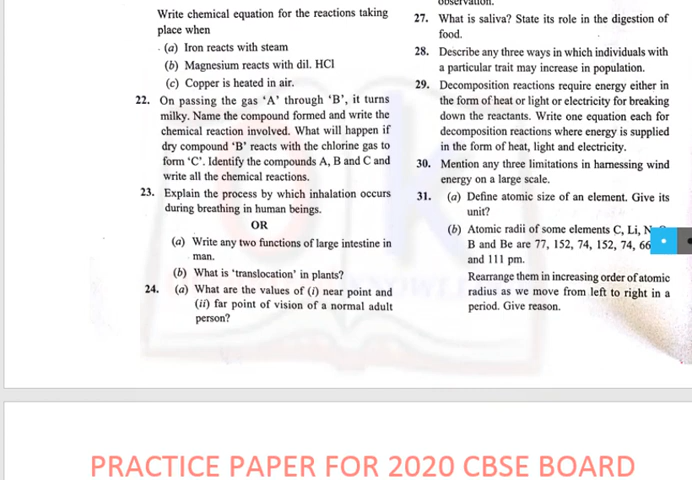 Write chemical equation for the reactions taking
place when
(a) Iron reacts with steam
(b) Magnesium reacts with dil. HCl
(c) Copper is heated in air.
22. On passing the gas ‘A’ through ‘B’, it turns
milky. Name the compound formed and write the
chemical reaction involved. What will happen if
dry compound ‘B’ reacts with the chlorine gas to
form ‘C’. Identify the compounds A, B and C and
write all the chemical reactions.
23. Explain the process by which inhalation occurs
during breathing in human beings.
OR
(a) Write any two functions of large intestine in
man.
(b) What is ‘translocation’ in plants?
24. (a) What are the values of (i) near point and
(ii) far point of vision of a normal adult
person?
observation.
27. What is saliva? State its role in the digestion of
food.
28. Describe any three ways in which individuals with
a particular trait may increase in population.
29. Decomposition reactions require energy either in
the form of heat or light or electricity for breaking
down the reactants. Write one equation each for
decomposition reactions where energy is supplied
in the form of heat, light and electricity.
30. Mention any three limitations in harnessing wind
energy on a large scale.
31. (a) Define atomic size of an element. Give its
unit?
(b) Atomic radii of some elements C, Li,
B and Be are 77, 152, 74, 152, 74, 66
and 111 pm.
Rearrange them in increasing order of atomic
radius as we move from left to right in a
period. Give reason.
PRACTICE PAPER FOR 2020 CBSE BOARD